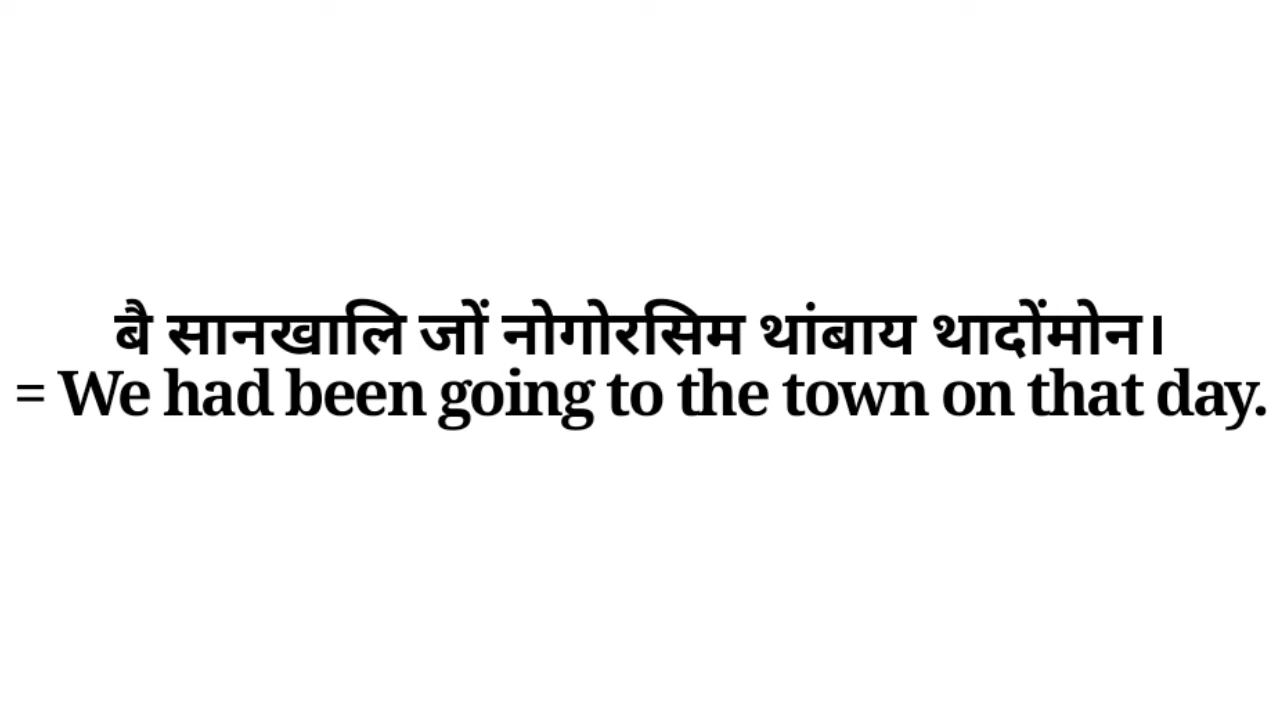 बै सानखालि जों नोगोरसिम थांबाय थादोंमोन।
= We had been going to the town on that day.